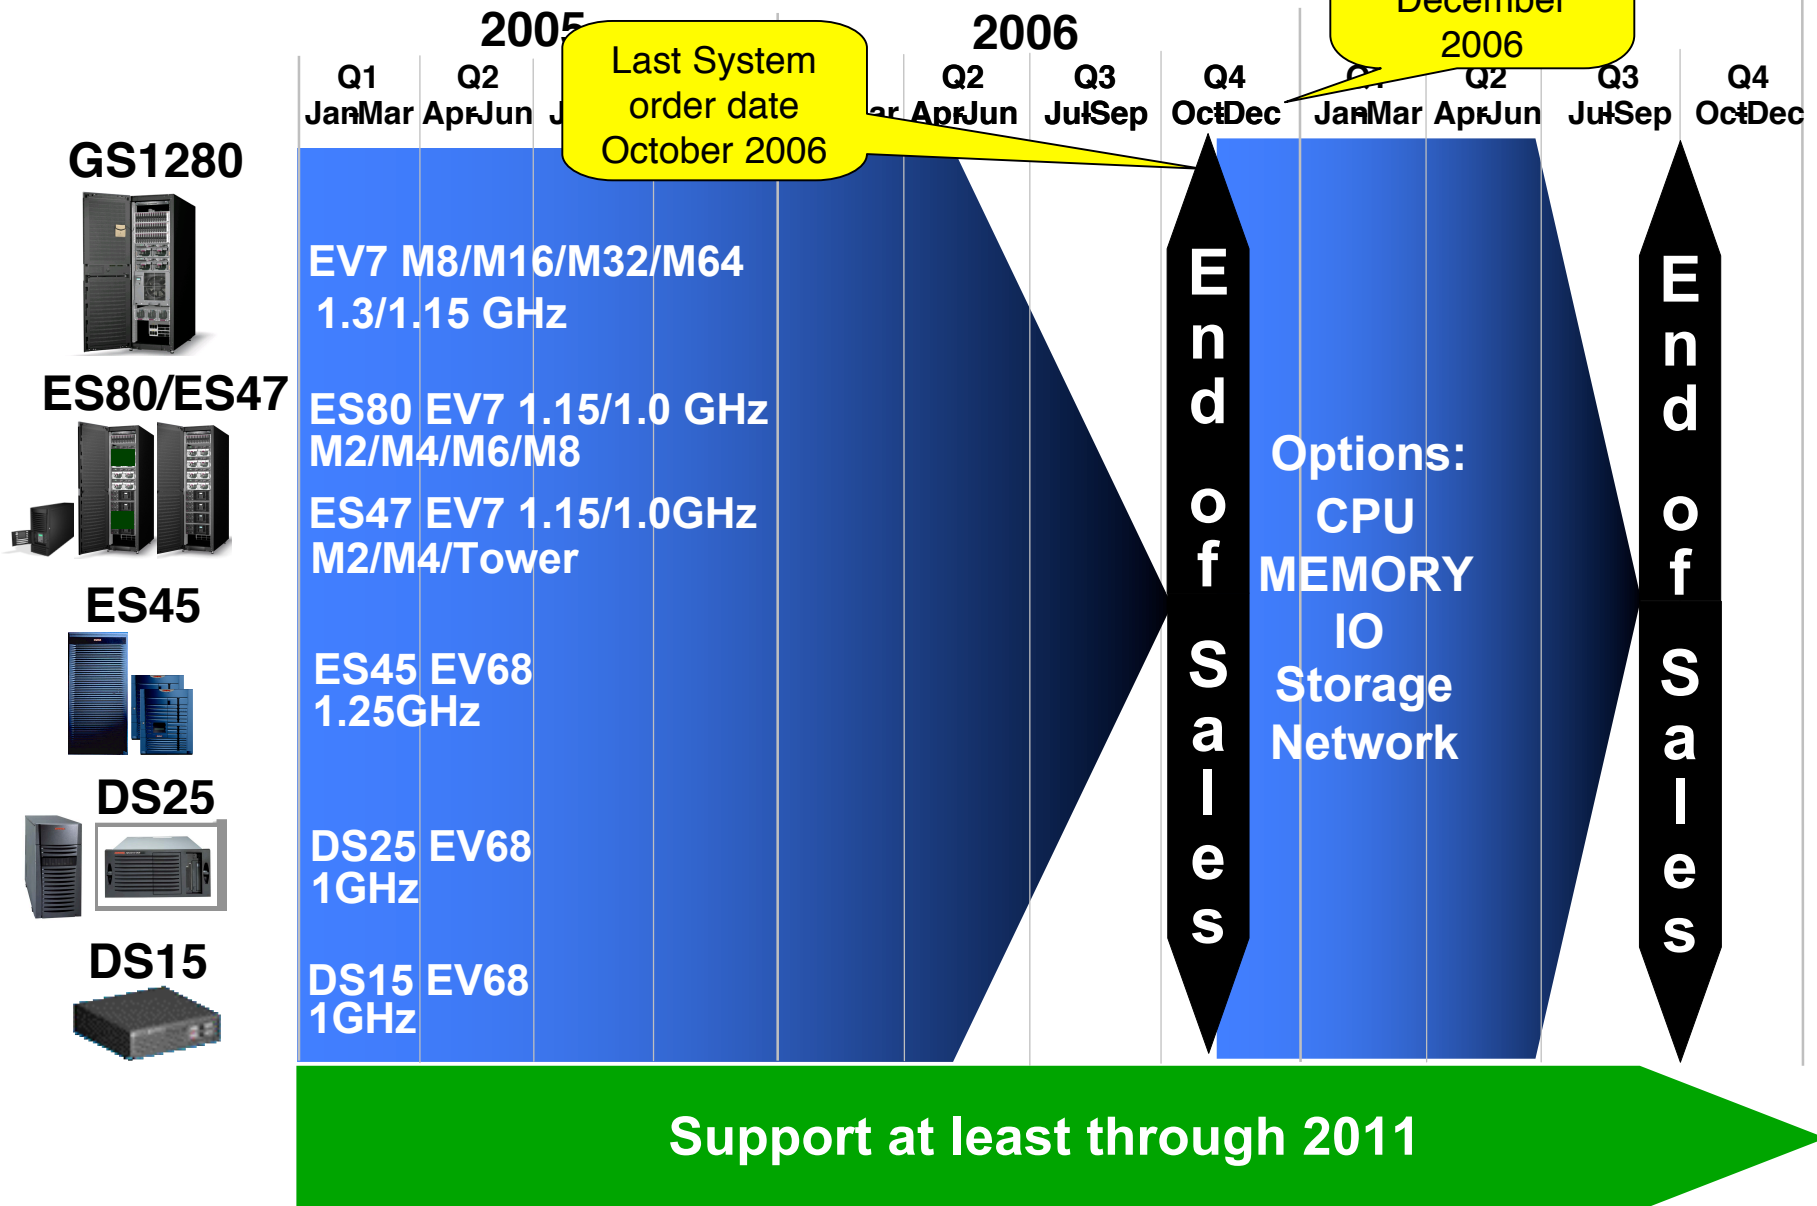 2005
2006
December
2006
Last System
order date
October 2006
Q1
Jan-Mar
Q2
Apr-Jun
Q2
Apr-Jun
Q3
Jul-Sep
Q4
Oct-Dec
Jan-Mar
Q2
Apr-Jun
Q3
Jul-Sep
Q4
Oct-Dec
GS1280
EV7 M8/M16/M32/M64
1.3/1.15 GHz
ES80/ES47
ES80 EV7 1.15/1.0 GHz
M2/M4/M6/M8
ES47 EV7 1.15/1.0GHz
M2/M4/Tower
ES45
ES45 EV68
1.25GHz
DS25
DS25 EV68
1GHz
DS15
DS15 EV68
1GHz
End of Sales
Options:
CPU
MEMORY
IO
Storage
Network
End of Sales
Support at least through 2011